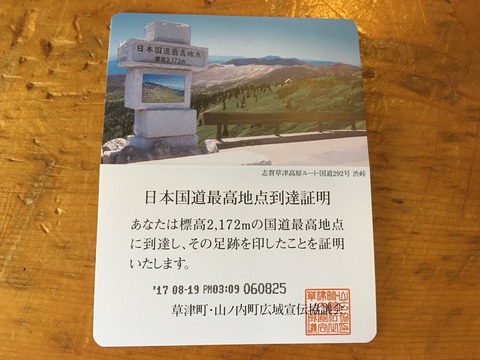 日本国道最高地点
標高2,172m
志賀草津高原ルート国道292号 渋峠
日本国道最高地点到達証明
あなたは標高2,172mの国道最高地点
に到達し、その足跡を印したことを証明
いたします。
'17 08-19 PM03:09 060825
草津町・山ノ内町広域宣伝協議会